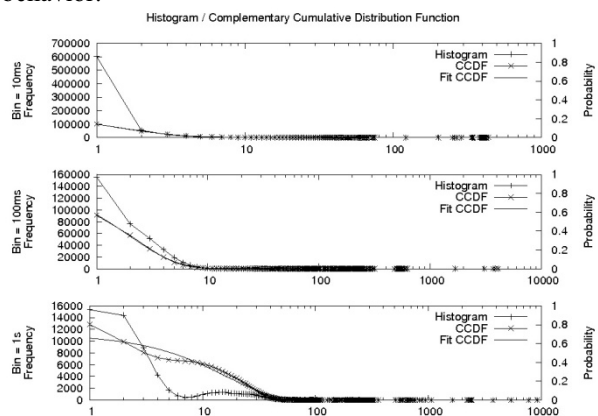 behavior.
Histogram / Complementary Cumulative Distribution Function
Bin = 10ms
Frequency
700000
600000
500000
400000
300000
200000
100000
0
1
10
100
1000
Histogram
CCDF
Fit CCDF
1
0.8
0.6
0.4
0.2
0
Probability
Bin = 100ms
Frequency
160000
140000
120000
100000
80000
60000
40000
20000
0
1
10
100
1000
10000
Histogram
CCDF
Fit CCDF
1
0.8
0.6
0.4
0.2
0
Probability
Bin = 1s
Frequency
16000
14000
12000
10000
8000
6000
4000
2000
0
1
10
100
1000
10000
Histogram
CCDF
Fit CCDF
1
0.8
0.6
0.4
0.2
0
Probability